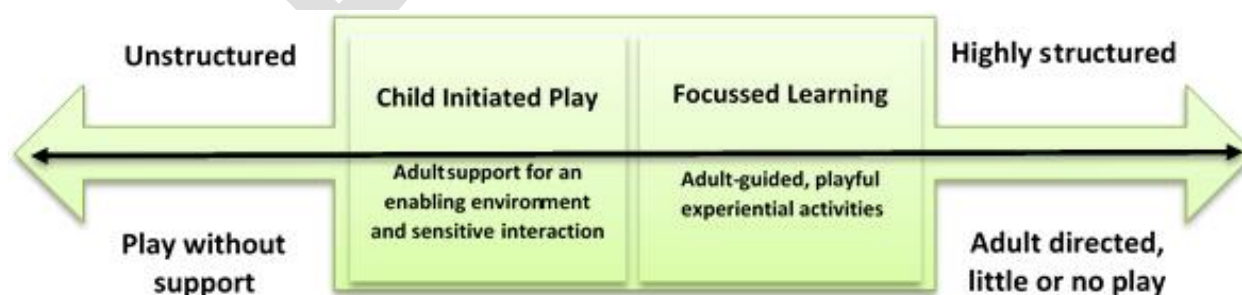 Unstructured
Highly structured
Child Initiated Play
Focussed Learning
Adult support for an
enabling environment
and sensitive interaction
Adult-guided, playful
experiential activities
Play without
support
Adult directed,
little or no play